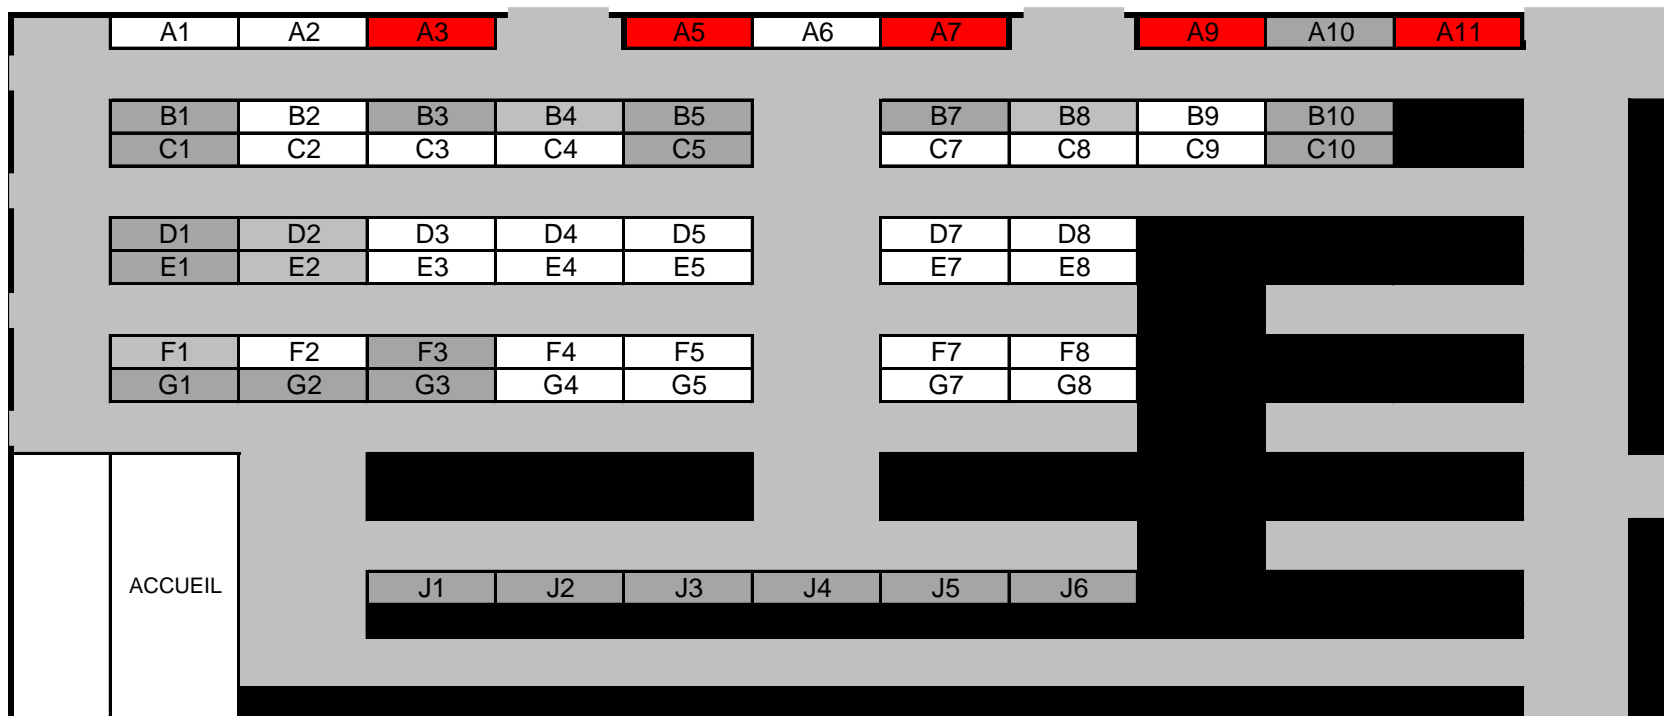 A1 A2 A3 A5 A6 A7 A9 A10 A11
B1 B2 B3 B4 B5 B7 B8 B9 B10
C1 C2 C3 C4 C5 C7 C8 C9 C10
D1 D2 D3 D4 D5 D7 D8
E1 E2 E3 E4 E5 E7 E8
F1 F2 F3 F4 F5 F7 F8
G1 G2 G3 G4 G5 G7 G8
ACCUEIL J1 J2 J3 J4 J5 J6